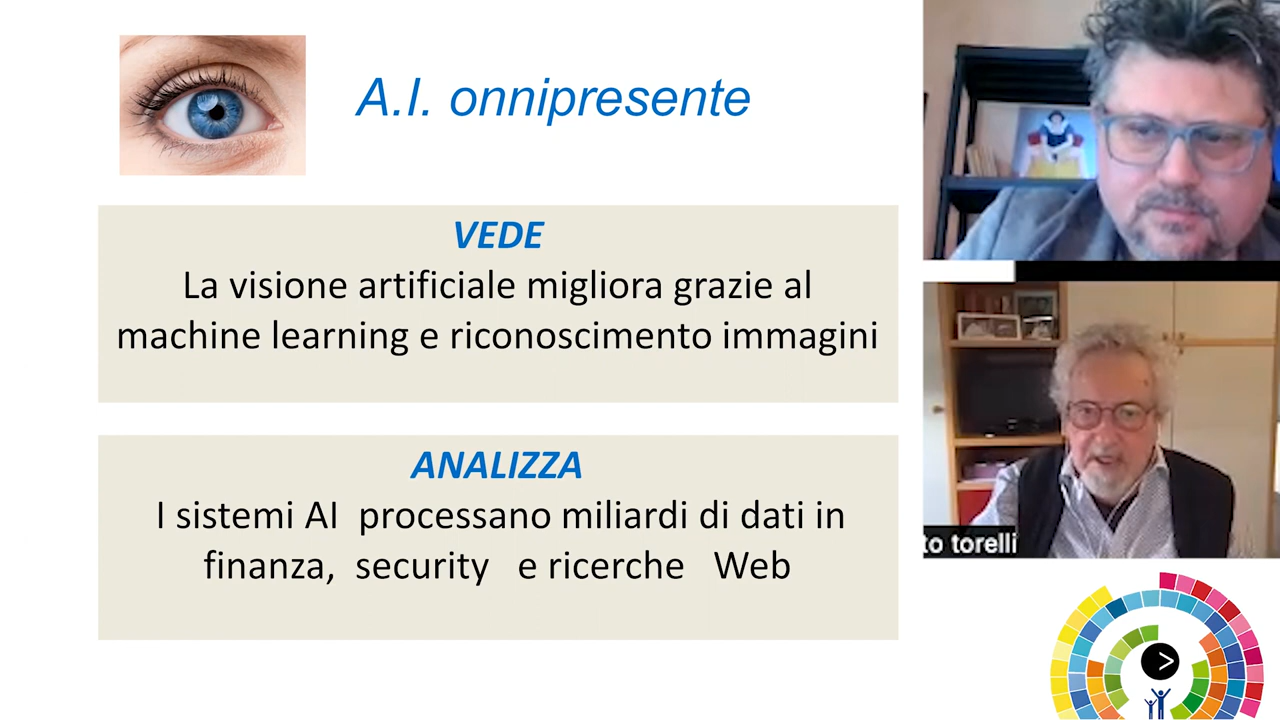 A.I. onnipresente
VEDE
La visione artificiale migliora grazie al
machine learning e riconoscimento immagini
ANALIZZA
I sistemi AI processano miliardi di dati in
finanza, security e ricerche Web
to torelli
>